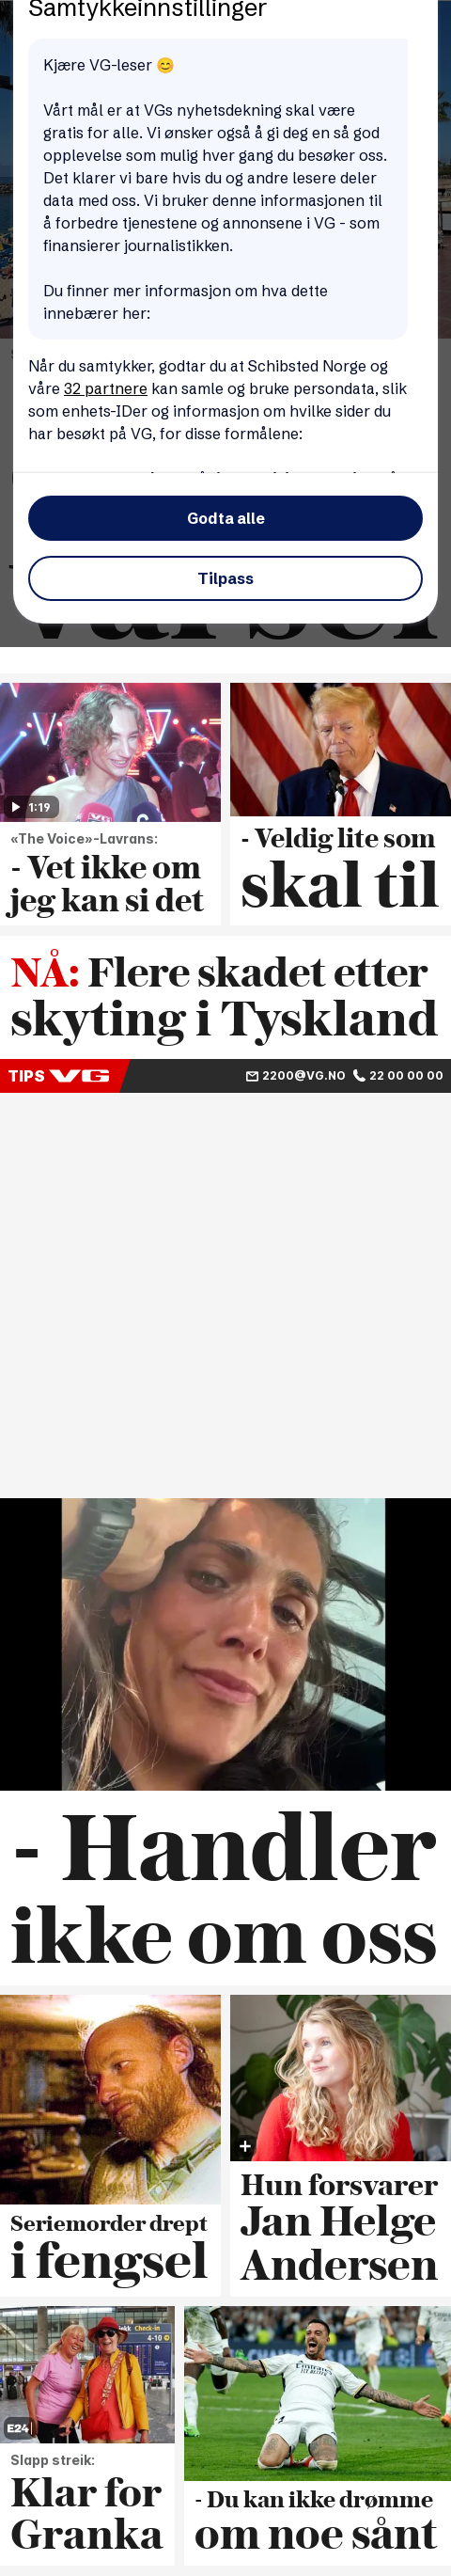 Samtykkeinnstillinger
Kjære VG-leser 😊
Vårt mål er at VGs nyhetsdekning skal være
gratis for alle. Vi ønsker også å gi deg en så god
opplevelse som mulig hver gang du besøker oss.
Det klarer vi bare hvis du og andre lesere deler
data med oss. Vi bruker denne informasjonen til
å forbedre tjenestene og annonsene i VG - som
finansierer journalistikken.
Du finner mer informasjon om hva dette
innebærer her:
Når du samtykker, godtar du at Schibsted Norge og
våre 32 partnere kan samle og bruke persondata, slik
som enhets-IDer og informasjon om hvilke sider du
har besøkt på VG, for disse formålene:
Godta alle
Tilpass
1:19
«The Voice»-Lavrans:
- Vet ikke om
jeg kan si det
- Veldig lite som
skal til
NÅ: Flere skadet etter
skyting i Tyskland
TIPS VG 2200@VG.NO 22 00 00 00
- Handler
ikke om oss
Seriemorder drept
i fengsel
Hun forsvarer
Jan Helge
Andersen
Check-in
4-10
E24
Slapp streik:
Klar for
Granka
- Du kan ikke drømme
om noe sånt